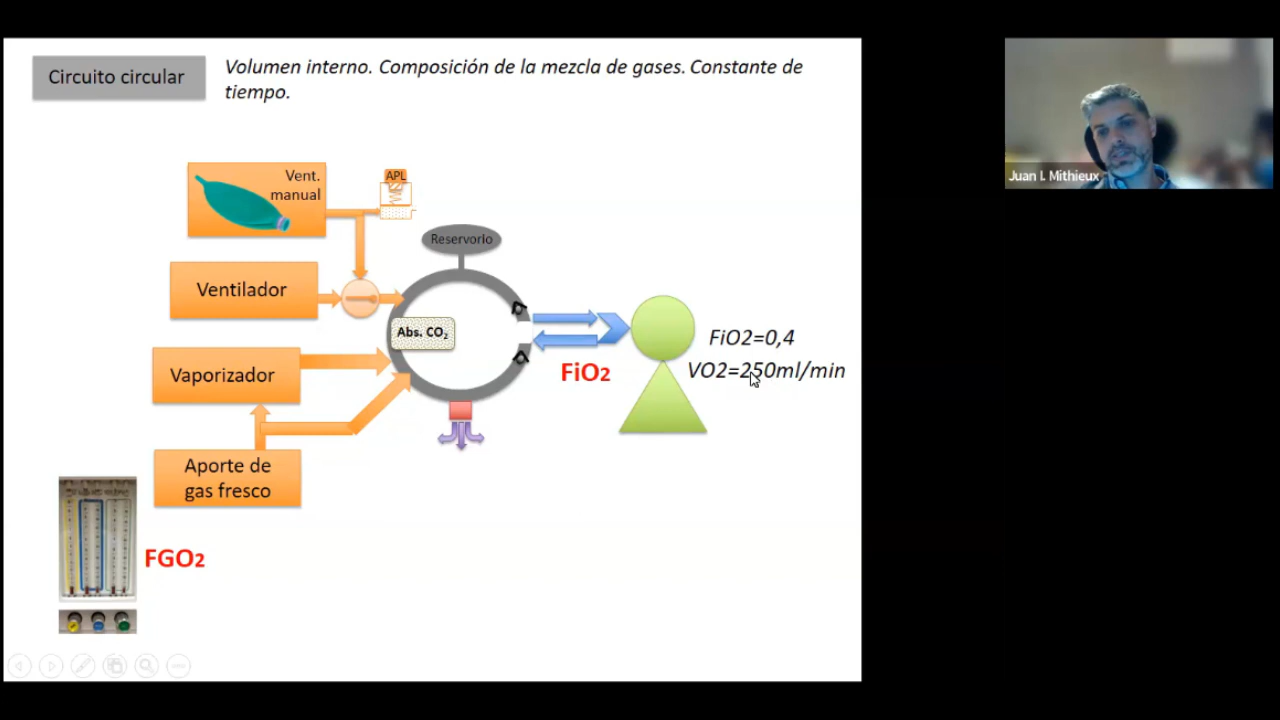 Circuito circular
Volumen interno. Composición de la mezcla de gases. Constante de
tiempo.
Vent.
manual
APL
Reservorio
Ventilador
Abs. CO₂
FiO2=0,4
VO2=250ml/min
FiO₂
Vaporizador
Aporte de
gas fresco
FGO₂
Juan I. Mithieux